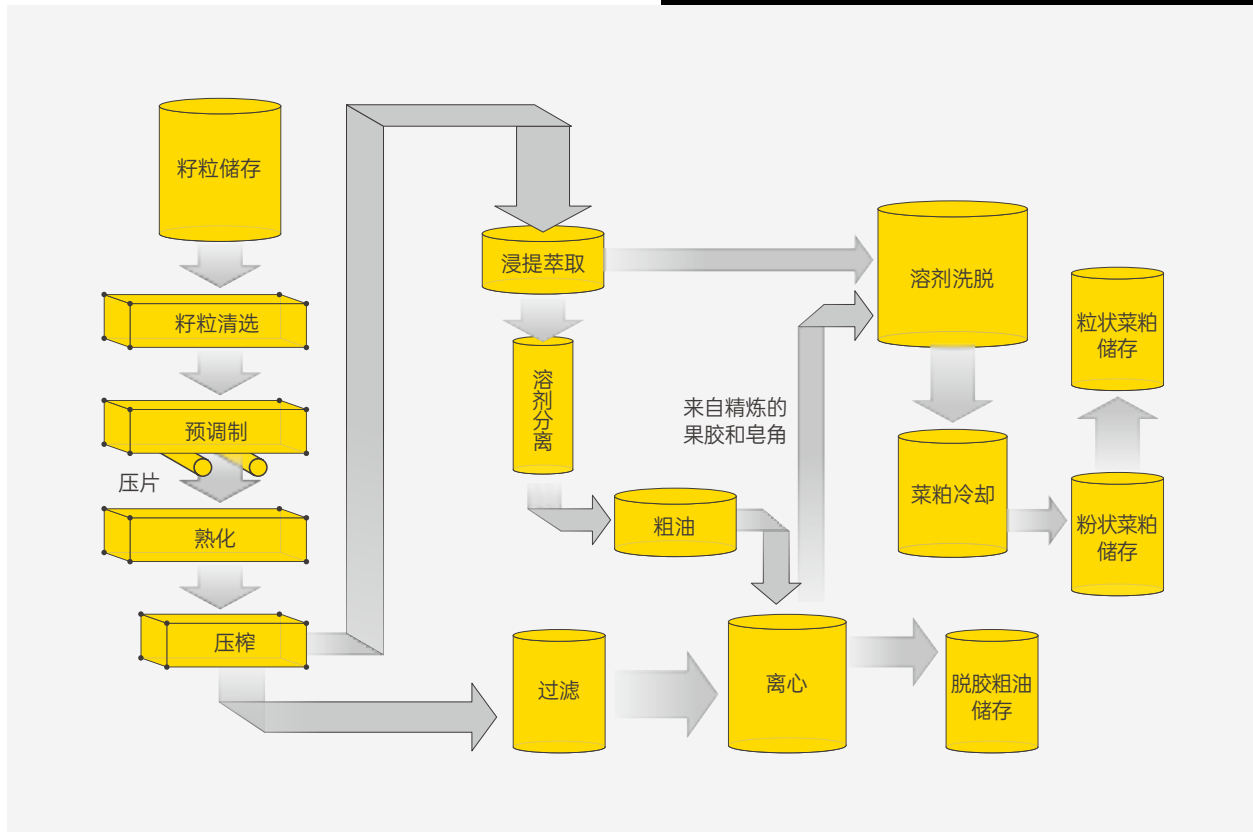 籽粒储存
籽粒清选
预调制
压片
熟化
压榨
浸提萃取
溶剂分离
粗油
过滤
离心
来自精炼的
果胶和皂角
溶剂洗脱
菜粕冷却
粒状菜粕
储存
粉状菜粕
储存
脱胶粗油
储存